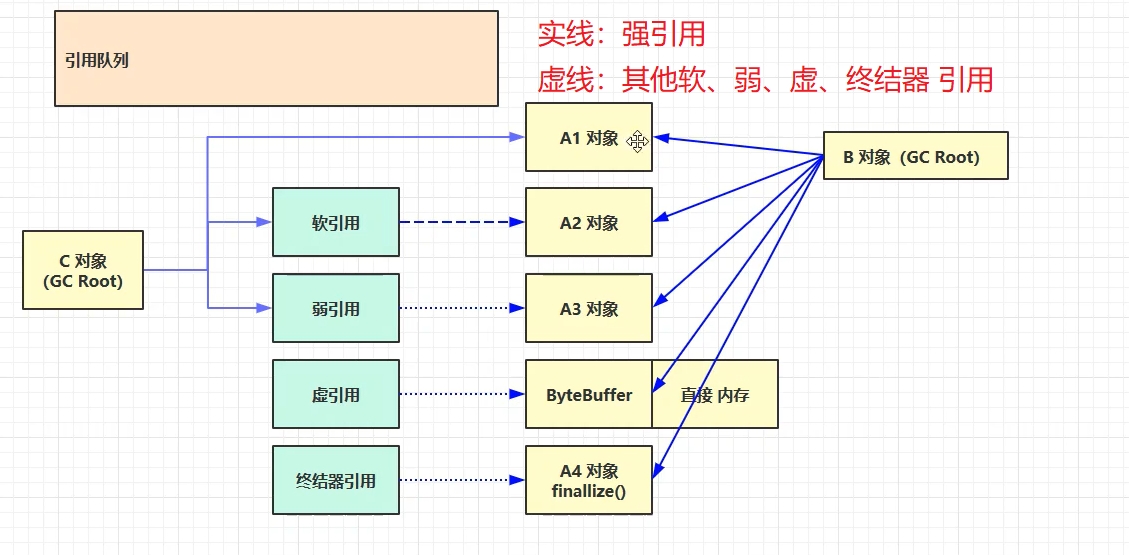 引用队列
实线：强引用
虚线：其他软、弱、虚、终结器 引用
A1 对象
B 对象（GC Root）
软引用
A2 对象
C 对象
(GC Root)
弱引用
A3 对象
虚引用
ByteBuffer
直接 内存
终结器引用
A4 对象
finallize()